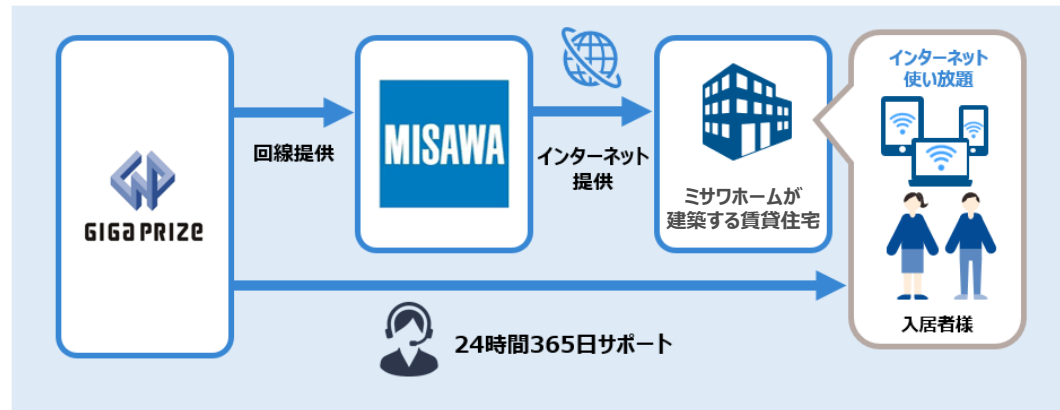 GIGA PRIZE
回線提供
MISAWA
インターネット
提供
ミサワホームが
建築する賃貸住宅
インターネット
使い放題
入居者様
24時間365日サポート